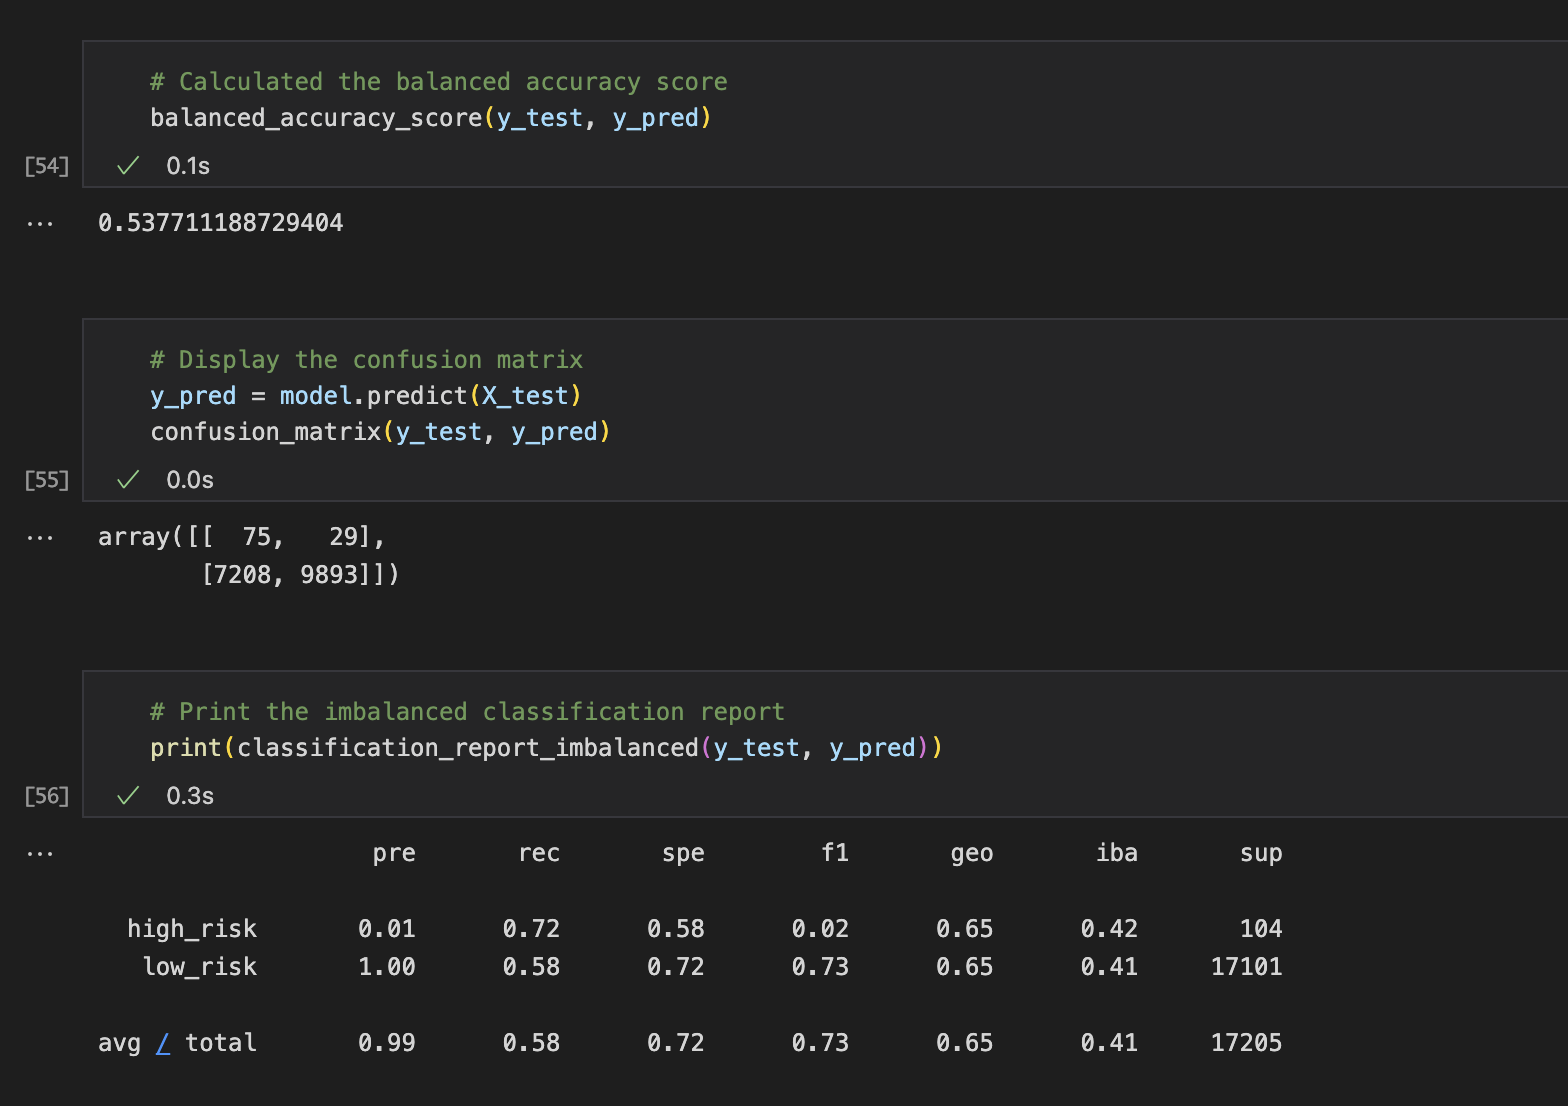 # Calculated the balanced accuracy score
balanced_accuracy_score(y_test, y_pred)
[54] ✓ 0.1s
... 0.537711188729404
# Display the confusion matrix
y_pred = model.predict(X_test)
confusion_matrix(y_test, y_pred)
[55] ✓ 0.0s
... array([[  75,   29],
[7208, 9893]])
# Print the imbalanced classification report
print(classification_report_imbalanced(y_test, y_pred))
[56] ✓ 0.3s
... pre rec spe f1 geo iba sup
high_risk 0.01 0.72 0.58 0.02 0.65 0.42 104
low_risk 1.00 0.58 0.72 0.73 0.65 0.41 17101
avg / total 0.99 0.58 0.72 0.73 0.65 0.41 17205